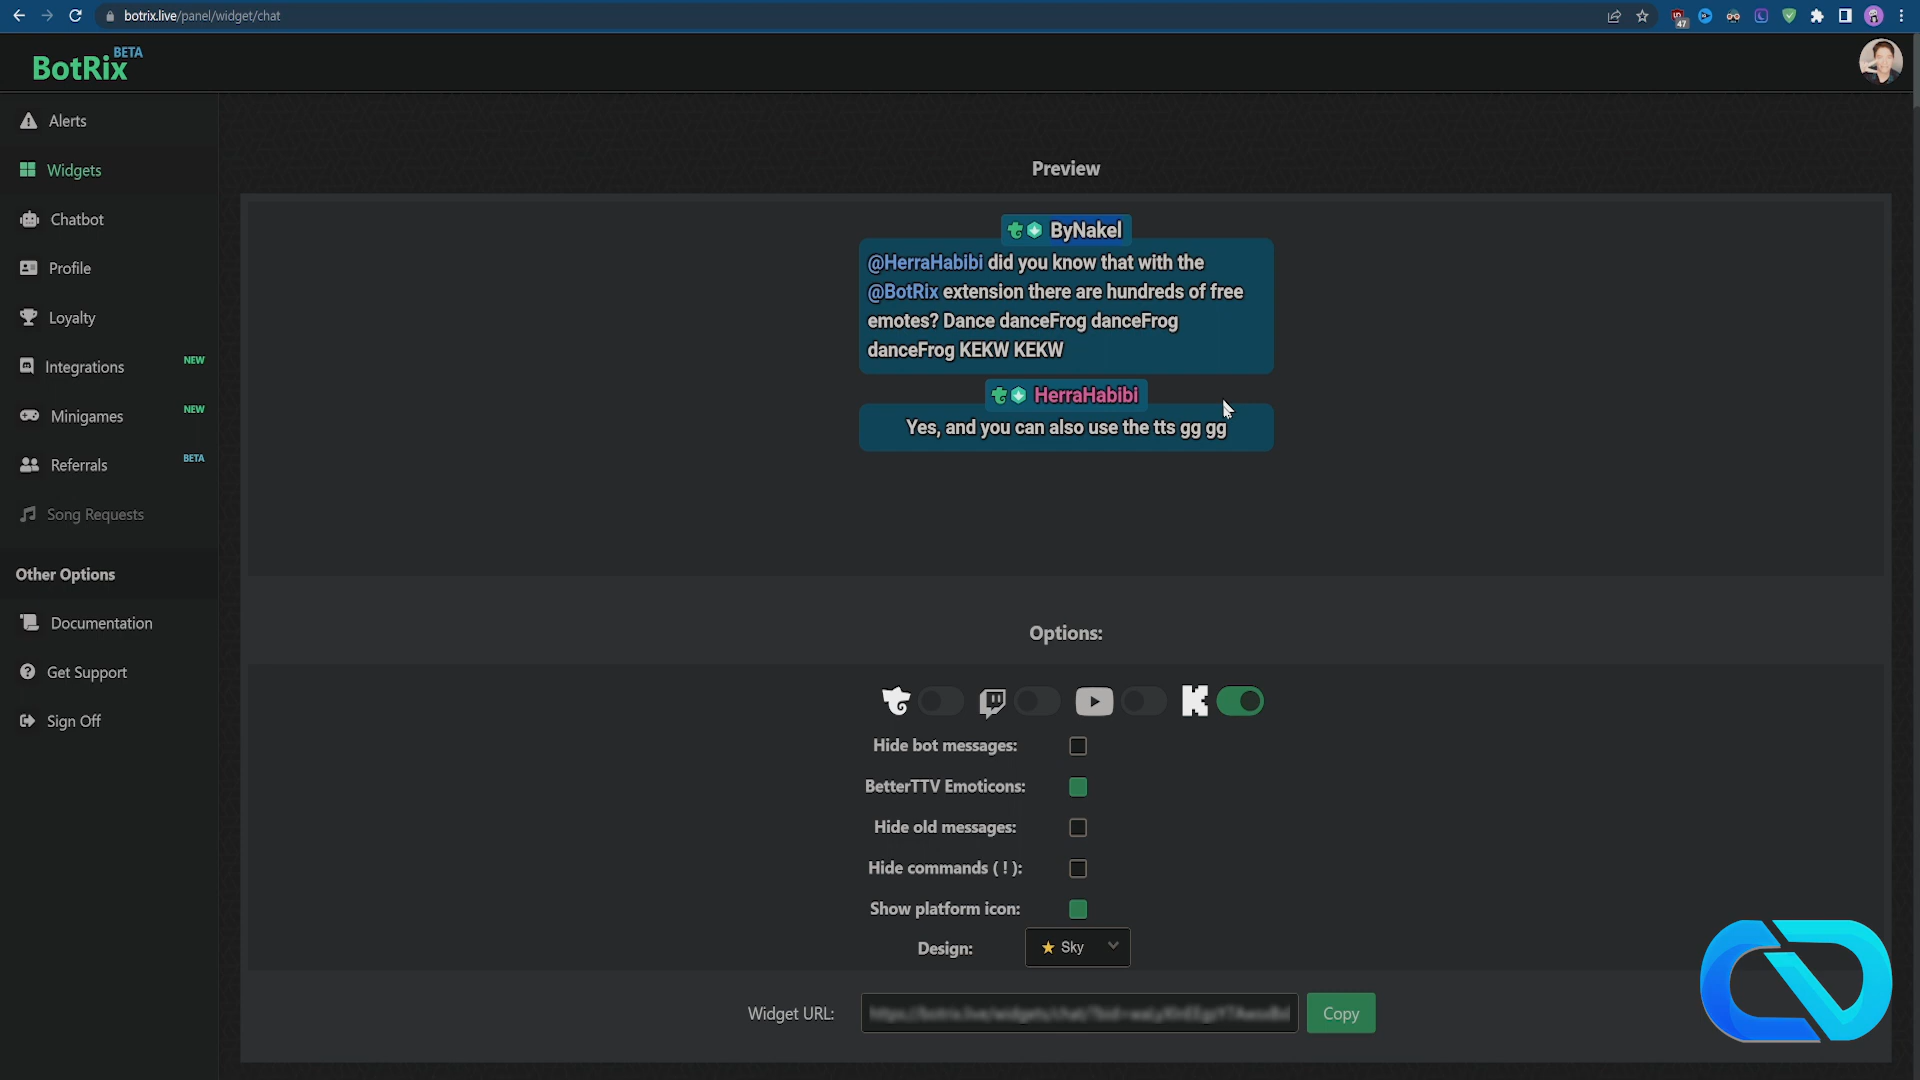 botrix.live/panel/widget/chat
47
BotRix BETA
Alerts
Widgets
Chatbot
Profile
Loyalty
Integrations NEW
Minigames NEW
Referrals BETA
Song Requests
Other Options
Documentation
Get Support
Sign Off
Preview
ByNakel
@HerraHabibi did you know that with the
@BotRix extension there are hundreds of free
emotes? Dance danceFrog danceFrog
danceFrog KEKW KEKW
HerraHabibi
Yes, and you can also use the tts gg gg
Options:
Hide bot messages:
BetterTTV Emoticons:
Hide old messages:
Hide commands ( ! ):
Show platform icon:
Design: Sky
Widget URL: Copy